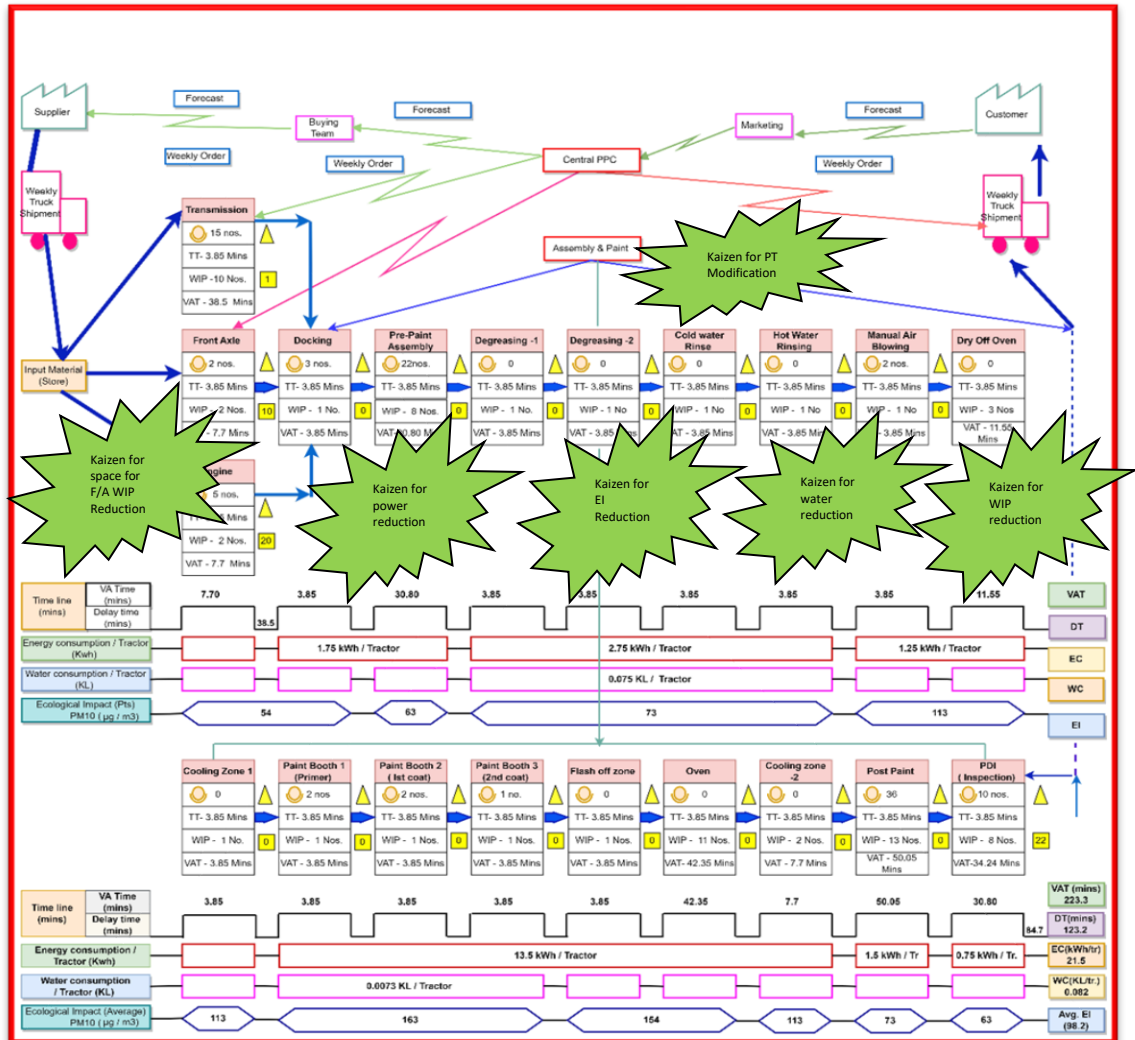 Forecast
Forecast
Forecast
Supplier
Customer
Buying
Team
Marketing
Weekly Order
Weekly Order
Weekly Order
Central PPC
Weekly
Truck
Shipment
Weekly
Truck
Shipment
Transmission
15 nos.
TT- 3.85 Mins
WIP -10 Nos.
1
VAT - 38.5 Mins
Assembly & Paint
Kaizen for PT
Modification
Input Material
(Store)
Front Axle
2 nos.
TT- 3.85 Mins
WIP - 2 Nos.
10
- 7.7 Mins
Docking
3 nos.
TT- 3.85 Mins
WIP - 1 No.
0
VAT - 3.85 Mins
Pre-Paint
Assembly
22nos.
TT- 3.85 Mins
WIP - 8 Nos.
0
Degreasing -1
0
TT- 3.85 Mins
WIP - 1 No
0
VAT - 3.85 Mins
Degreasing -2
0
TT- 3.85 Mins
WIP - 1 No
0
VAT - 3.85
Cold water
Rinse
0
TT- 3.85 Mins
WIP - 1 No
0
VAT - 3.85 Mins
Hot Water
Rinsing
0
TT- 3.85 Mins
WIP - 1 No
0
VAT - 3.85 Mins
Manual Air
Blowing
2 nos.
TT- 3.85 Mins
WIP - 1 No
0
VAT - 3.85 Mins
Dry Off Oven
0
TT- 3.85 Mins
WIP - 3 Nos
VAT - 11.55
Mins
Kaizen for
space for
F/A WIP
Reduction
5 nos.
Mins
WIP - 2 Nos.
20
VAT - 7.7 Mins
Kaizen for
power
reduction
Kaizen for
EI
Reduction
Kaizen for
water
reduction
Kaizen for
WIP
reduction
Time line
(mins)
VA Time
(mins)
Delay time
(mins)
7.70
38.5
3.85
30.80
3.85
3.85
3.85
3.85
3.85
11.55
VAT
DT
Energy consumption / Tractor
(Kwh)
1.75 kWh / Tractor
2.75 kWh / Tractor
1.25 kWh / Tractor
EC
Water consumption / Tractor
(KL)
0.075 KL / Tractor
WC
Ecological Impact (Pts)
PM10 ( µg / m3)
54
63
73
113
EI
Cooling Zone 1
0
TT- 3.85 Mins
WIP - 1 No.
0
VAT - 3.85 Mins
Paint Booth 1
(Primer)
2 nos
TT- 3.85 Mins
WIP - 1 Nos.
0
VAT - 3.85 Mins
Paint Booth 2
( Ist coat)
2 nos.
TT- 3.85 Mins
WIP - 1 Nos.
0
VAT - 3.85 Mins
Paint Booth 3
(2nd coat)
1 no.
TT- 3.85 Mins
WIP - 1 Nos.
0
VAT - 3.85 Mins
Flash off zone
0
TT- 3.85 Mins
WIP - 1 No.
0
VAT - 3.85 Mins
Oven
0
TT- 3.85 Mins
WIP - 11 Nos
0
VAT- 42.35 Mins
Cooling zone
-2
0
TT- 3.85 Mins
WIP - 2 Nos
0
VAT - 7.7 Mins
Post Paint
36
TT- 3.85 Mins
WIP - 13 Nos
0
VAT - 50.05
Mins
PDI
( Inspection)
10 nos.
TT- 3.85 Mins
WIP - 8 Nos
22
VAT-34.24 Mins
Time line
(mins)
VA Time
(mins)
Delay time
(mins)
3.85
3.85
3.85
3.85
3.85
42.35
7.7
50.05
30.80
84.7
VAT (mins)
223.3
DT(mins)
123.2
Energy consumption /
Tractor (Kwh)
13.5 kWh / Tractor
1.5 kWh / Tr
0.75 kWh / Tr.
EC(kWh/tr)
21.5
Water consumption
/ Tractor (KL)
0.0073 KL / Tractor
WC(KL/tr.)
0.082
Ecological Impact (Average)
PM10 ( µg / m3)
113
163
154
113
73
63
Avg. EI
(98.2)